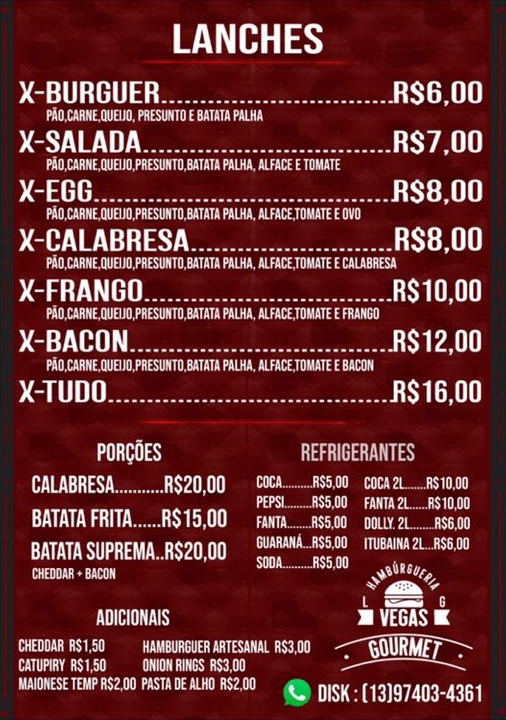 LANCHES
X-BURGUER..............................R$6,00
PÃO,CARNE,QUEIJO, PRESUNTO E BATATA PALHA
X-SALADA................................R$7,00
PÃO,CARNE,QUEIJO,PRESUNTO,BATATA PALHA, ALFACE E TOMATE
X-EGG......................................R$8,00
PÃO,CARNE,QUEIJO,PRESUNTO,BATATA PALHA, ALFACE,TOMATE E OVO
X-CALABRESA..........................R$8,00
PÃO,CARNE,QUEIJO,PRESUNTO,BATATA PALHA, ALFACE,TOMATE E CALABRESA
X-FRANGO................................R$10,00
PÃO,CARNE,QUEIJO,PRESUNTO,BATATA PALHA, ALFACE,TOMATE E FRANGO
X-BACON.................................R$12,00
PÃO,CARNE,QUEIJO,PRESUNTO,BATATA PALHA, ALFACE,TOMATE E BACON
X-TUDO....................................R$16,00
PORÇÕES
CALABRESA...........R$20,00
BATATA FRITA......R$15,00
BATATA SUPREMA..R$20,00
CHEDDAR + BACON
REFRIGERANTES
COCA.........R$5,00
PEPSI........R$5,00
FANTA........R$5,00
GUARANÁ...R$5,00
SODA.........R$5,00
COCA 2L......R$10,00
FANTA 2L.....R$10,00
DOLLY. 2L.......R$6,00
ITUBAINA 2L...R$6,00
ADICIONAIS
CHEDDAR R$1,50
CATUPIRY R$1,50
MAIONESE TEMP R$2,00
HAMBURGUER ARTESANAL R$3,00
ONION RINGS R$3,00
PASTA DE ALHO R$2,00
HAMBÚRGUERIA
L G
VEGAS
GOURMET
DISK : (13)97403-4361